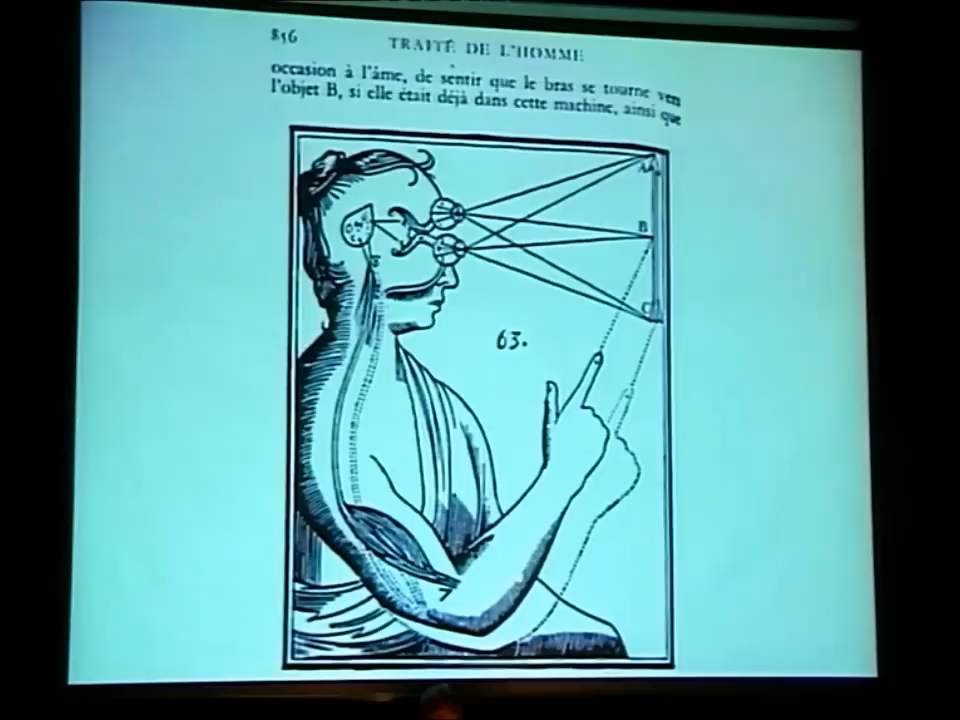 856
TRAITÉ DE L'HOMME
occasion à l'âme, de sentir que le bras se tourne vers
l'objet B, si elle était déjà dans cette machine, ainsi que
A
B
63.
C